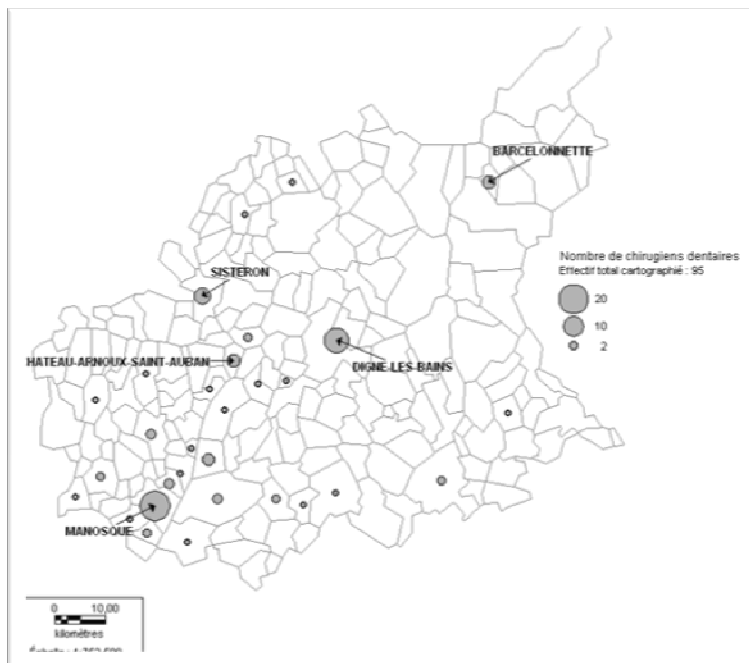 BARCELONNETTE
Nombre de chirugiens dentaires
Effectif total cartographié : 95
20
10
2
SISTERON
HATEAU-ARNOUX-SAINT-AUBAN
DIGNE-LES-BAINS
MANOSQUE
0 10,00
kilomètres